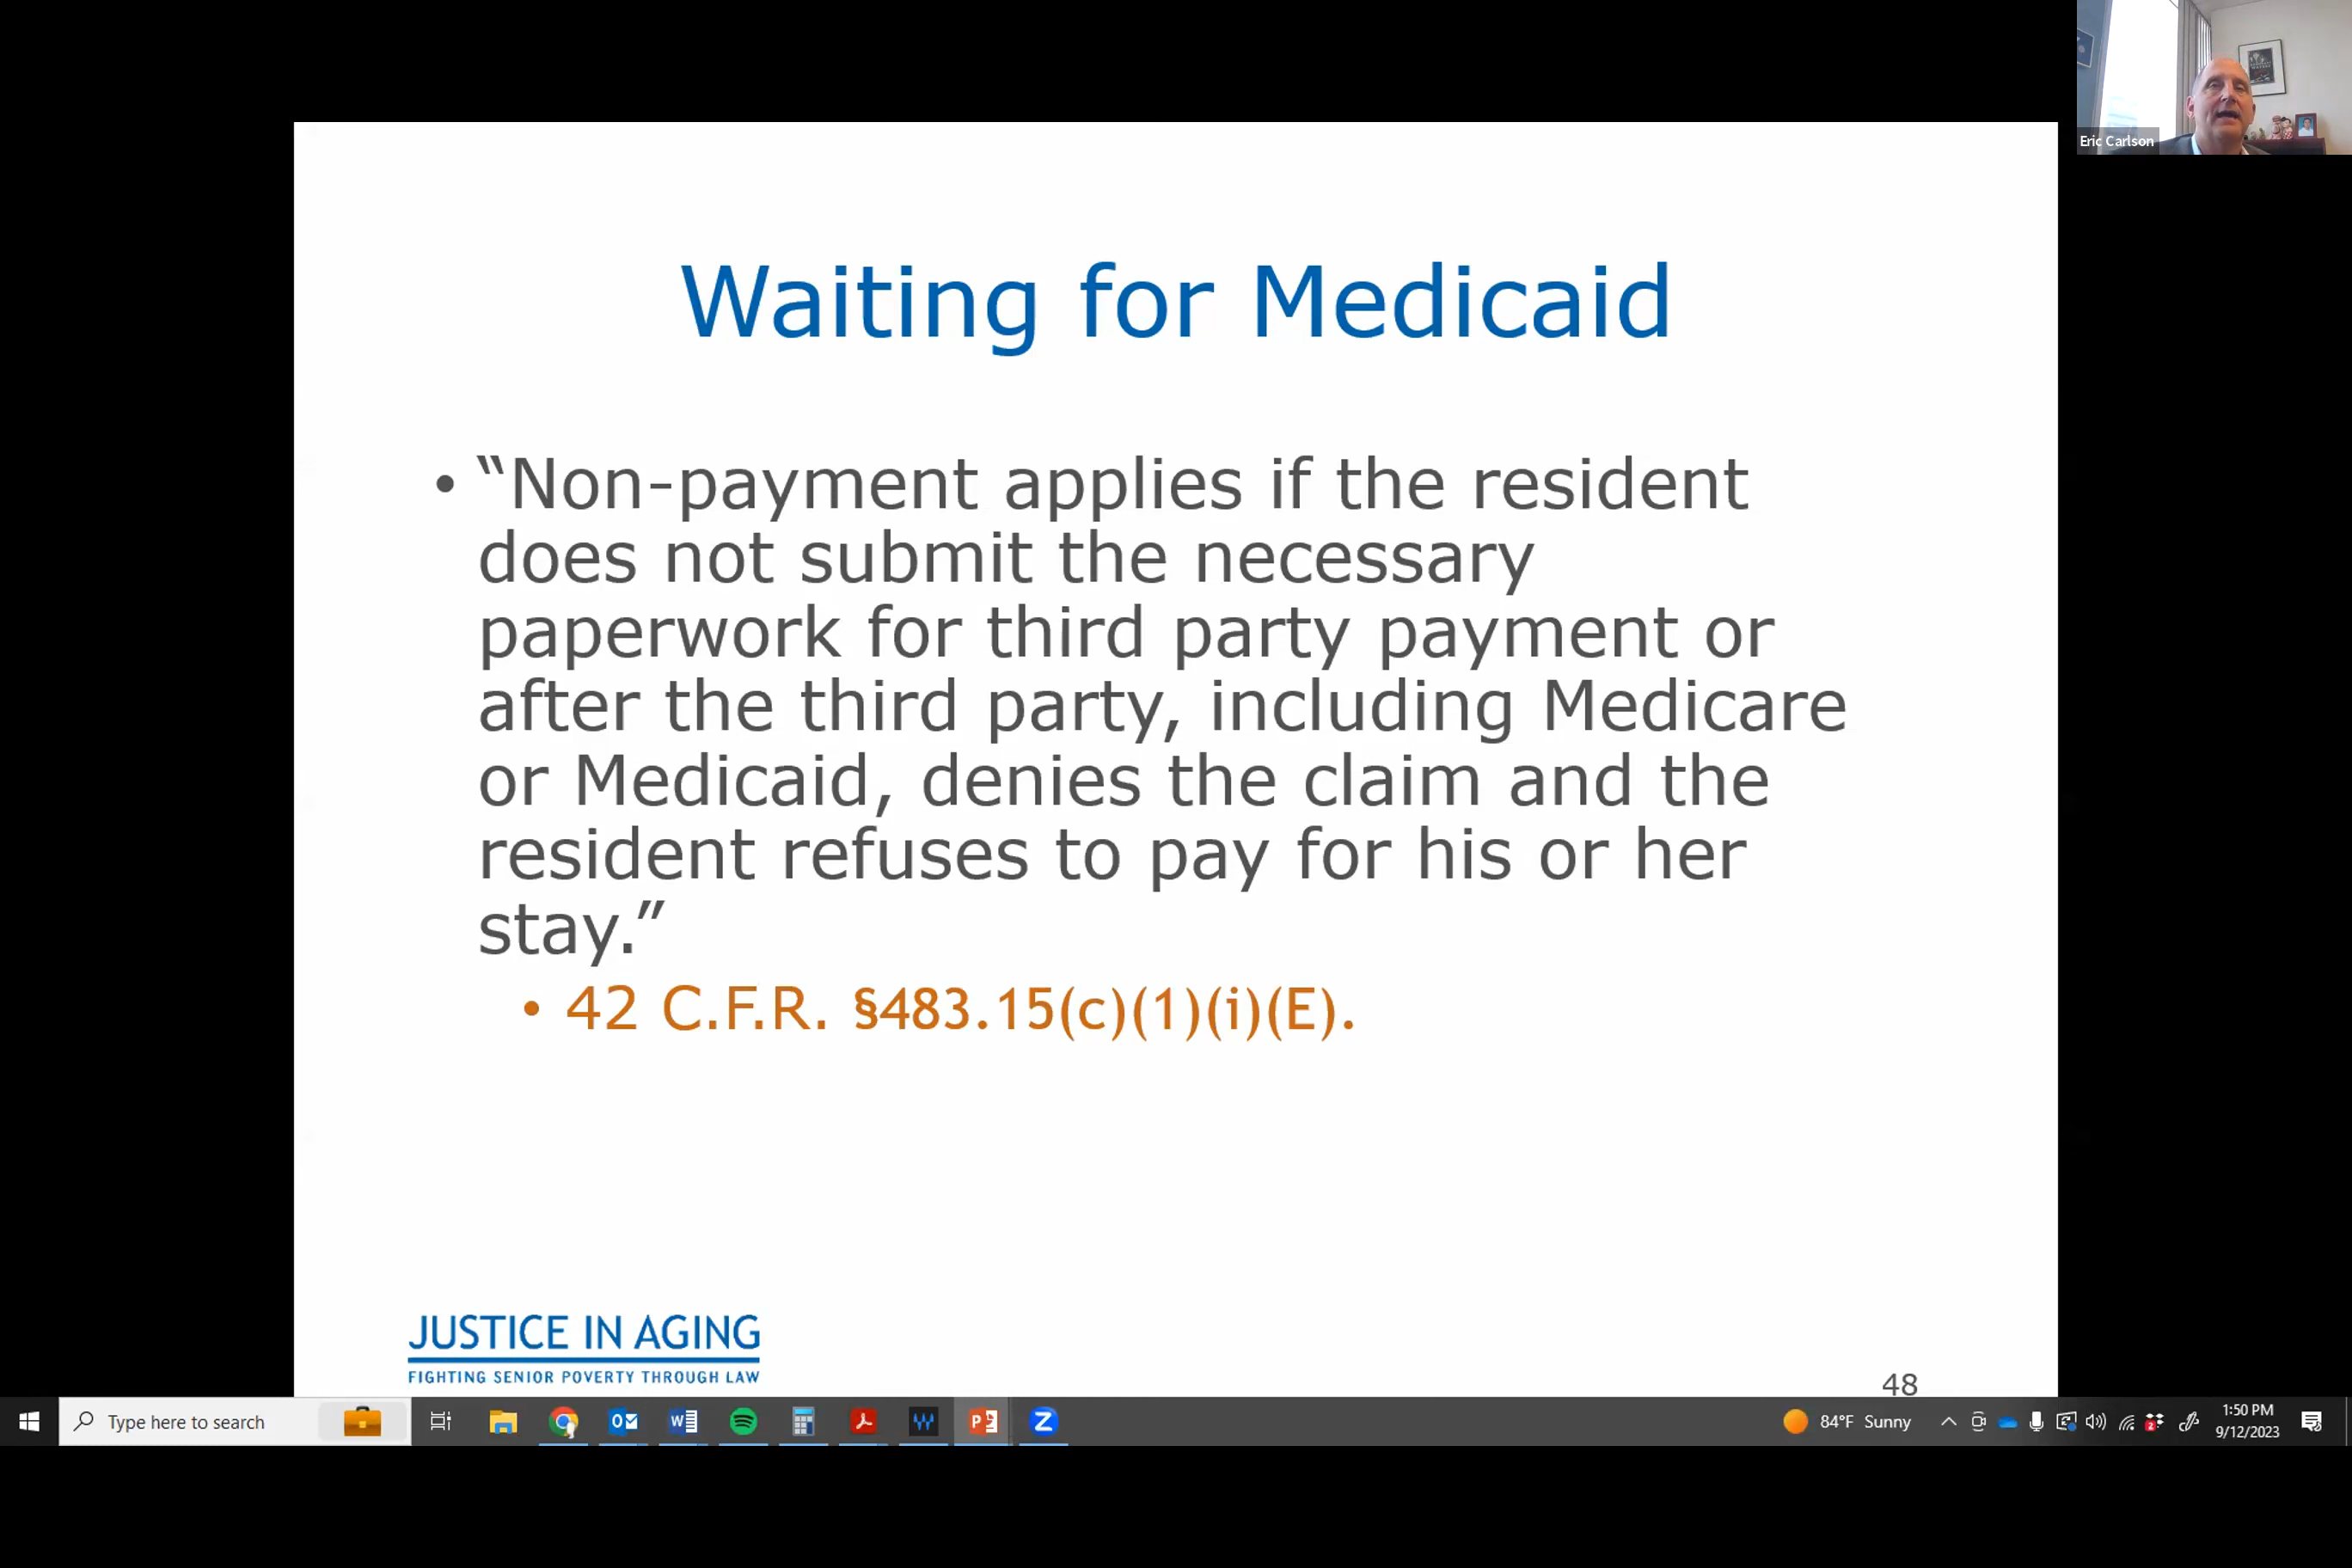 Eric Carlson
Waiting for Medicaid
• “Non-payment applies if the resident
does not submit the necessary
paperwork for third party payment or
after the third party, including Medicare
or Medicaid, denies the claim and the
resident refuses to pay for his or her
stay.”
• 42 C.F.R. §483.15(c)(1)(i)(E).
JUSTICE IN AGING
FIGHTING SENIOR POVERTY THROUGH LAW
48
Type here to search
84°F Sunny
1:50 PM
9/12/2023